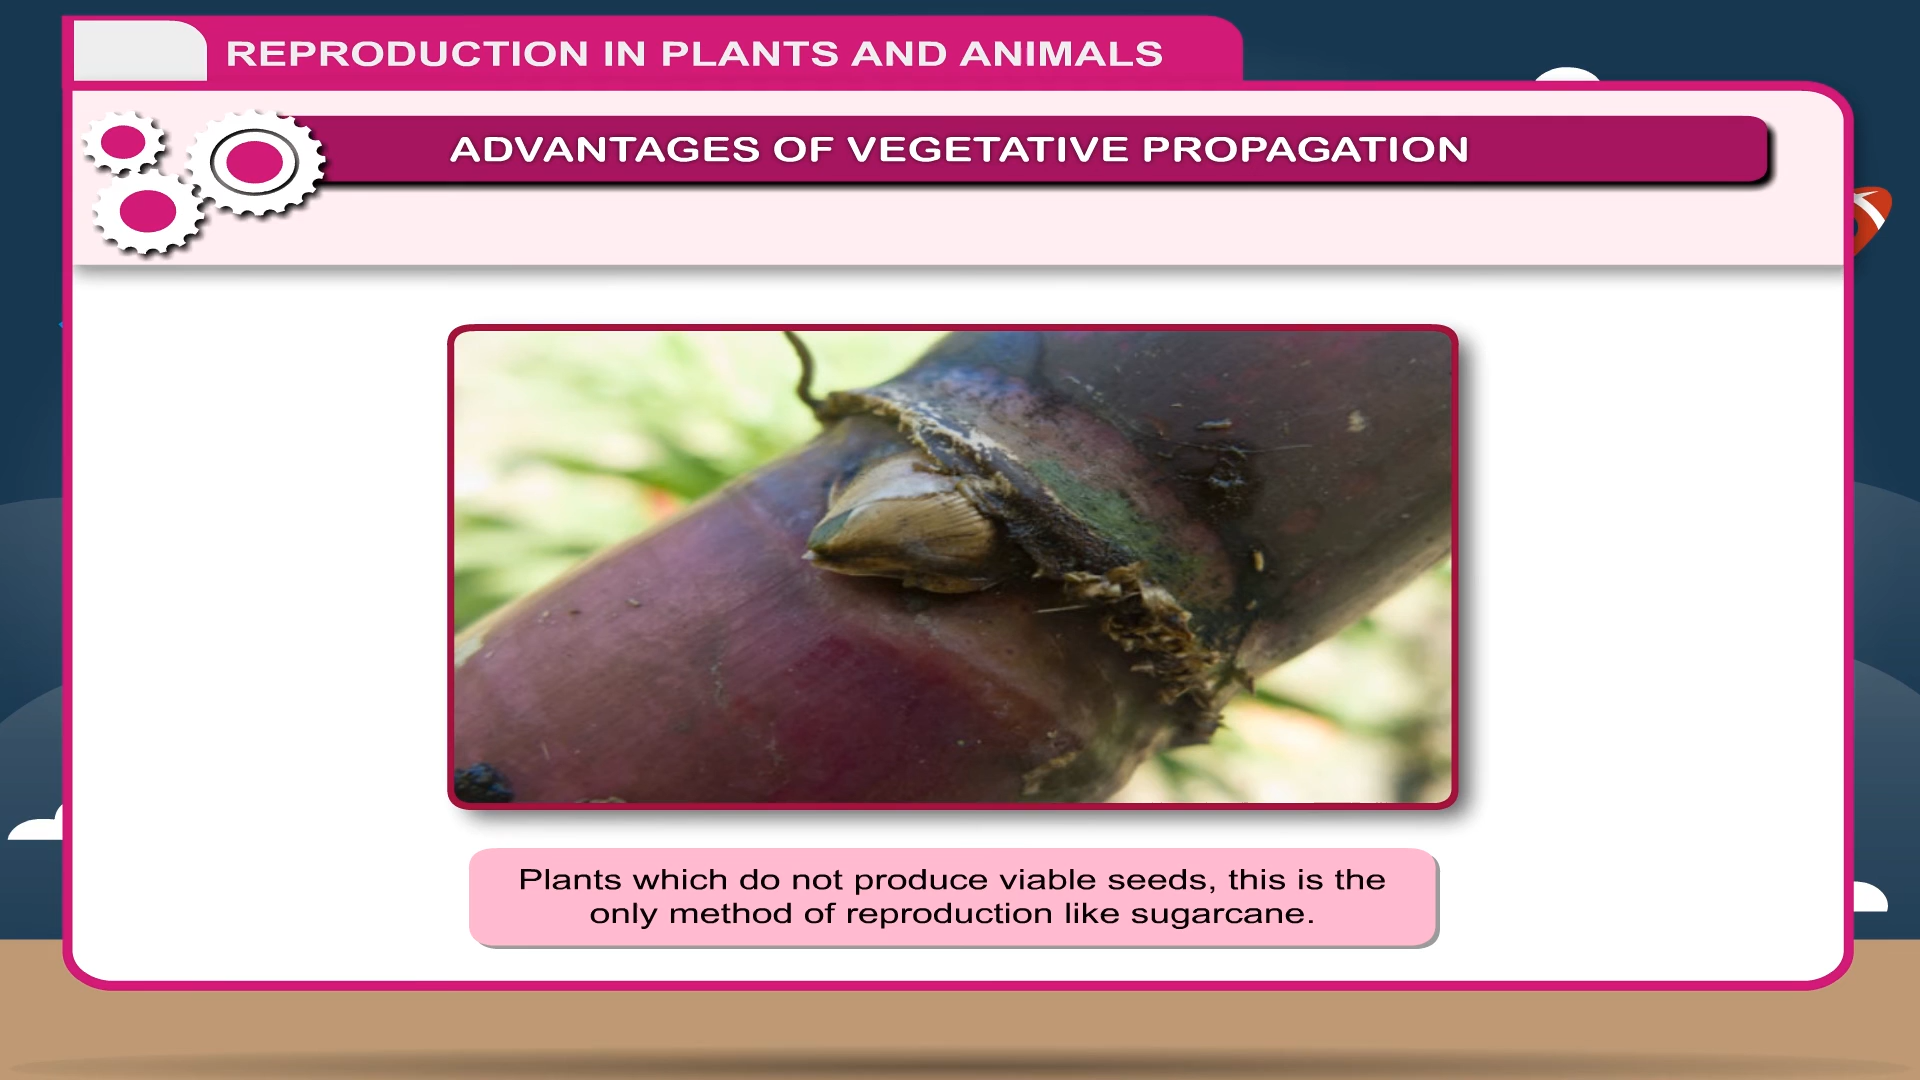 REPRODUCTION IN PLANTS AND ANIMALS
ADVANTAGES OF VEGETATIVE PROPAGATION
Plants which do not produce viable seeds, this is the
only method of reproduction like sugarcane.